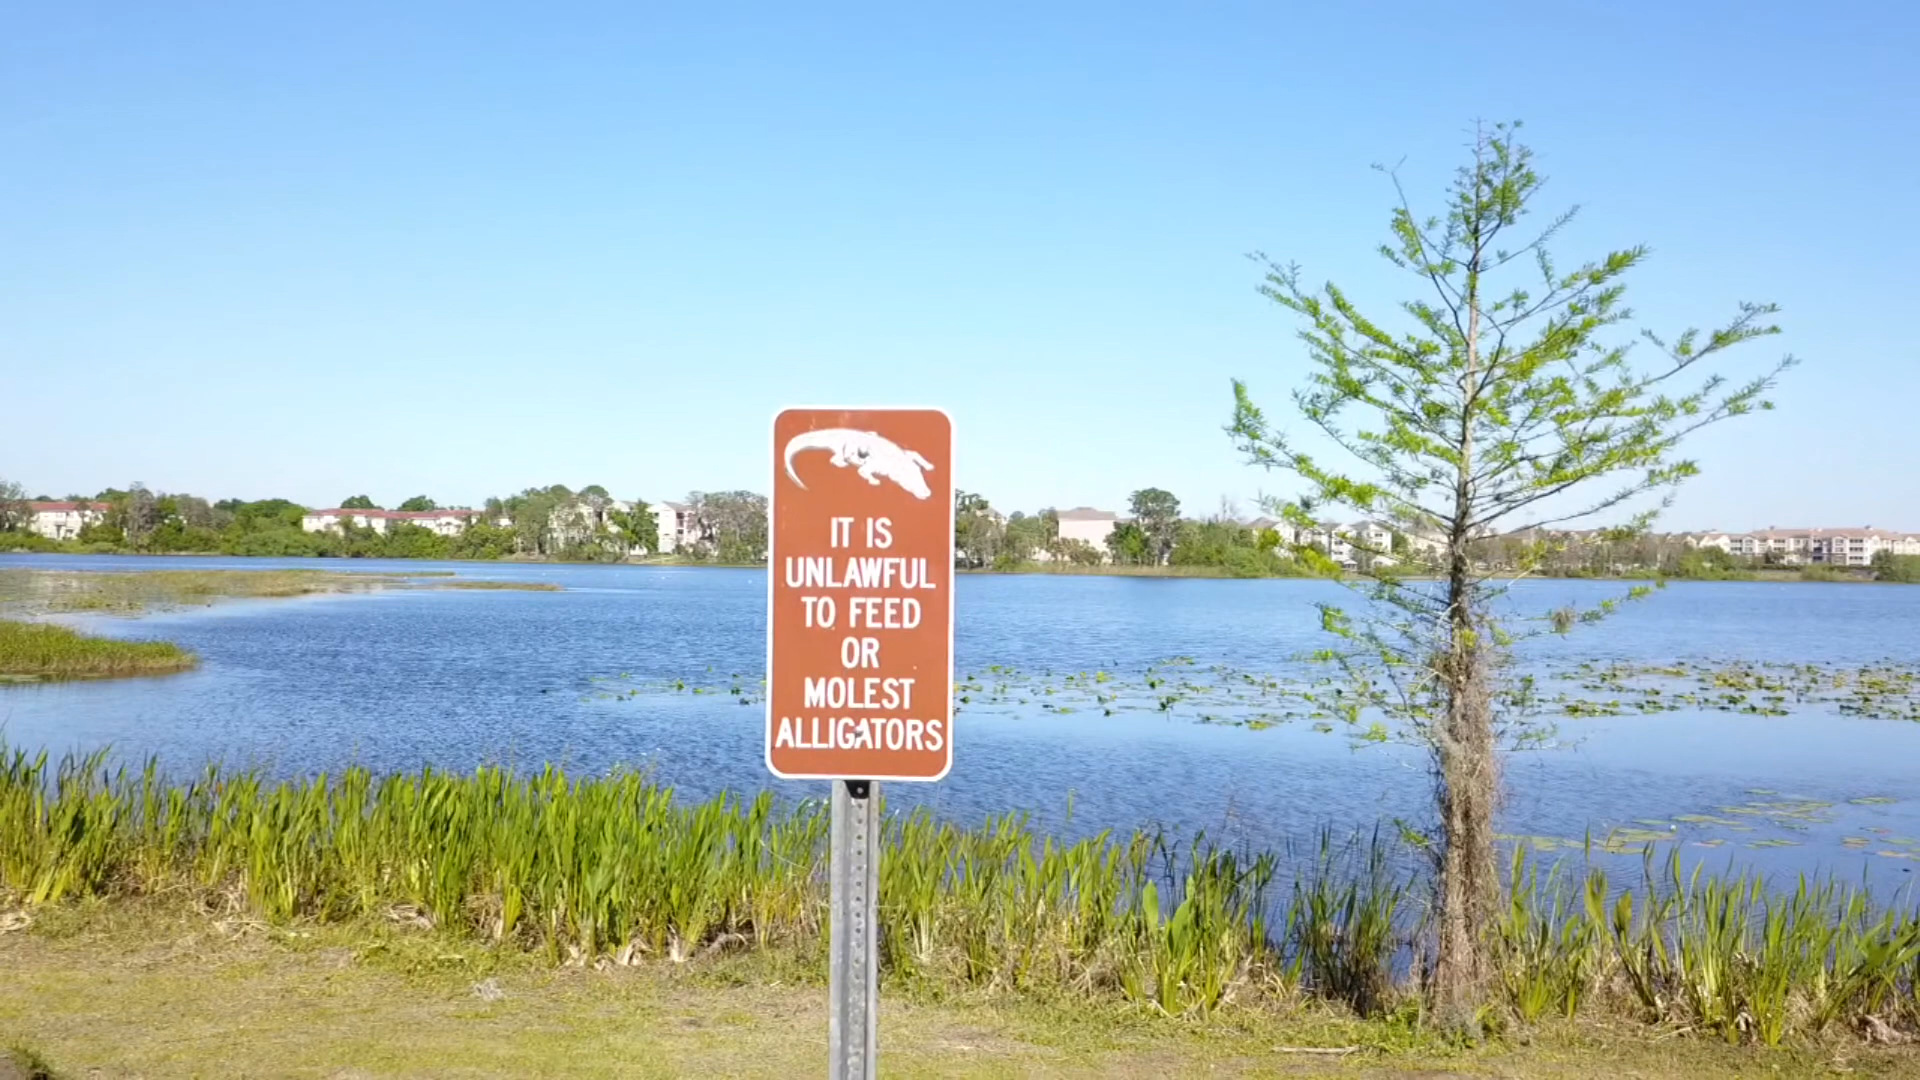 IT IS
UNLAWFUL
TO FEED
OR
MOLEST
ALLIGATORS